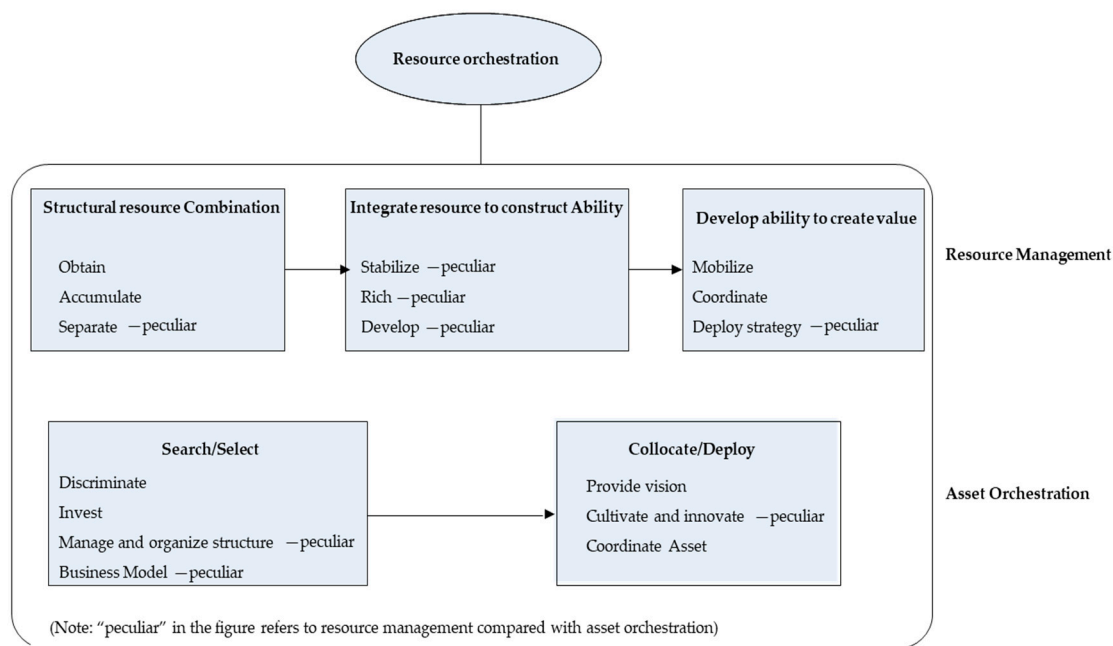 Resource orchestration
Structural resource Combination
Obtain
Accumulate
Separate —peculiar
Integrate resource to construct Ability
Stabilize —peculiar
Rich —peculiar
Develop —peculiar
Develop ability to create value
Mobilize
Coordinate
Deploy strategy —peculiar
Resource Management
Search/Select
Discriminate
Invest
Manage and organize structure —peculiar
Business Model —peculiar
Collocate/Deploy
Provide vision
Cultivate and innovate —peculiar
Coordinate Asset
Asset Orchestration
(Note: “peculiar” in the figure refers to resource management compared with asset orchestration)